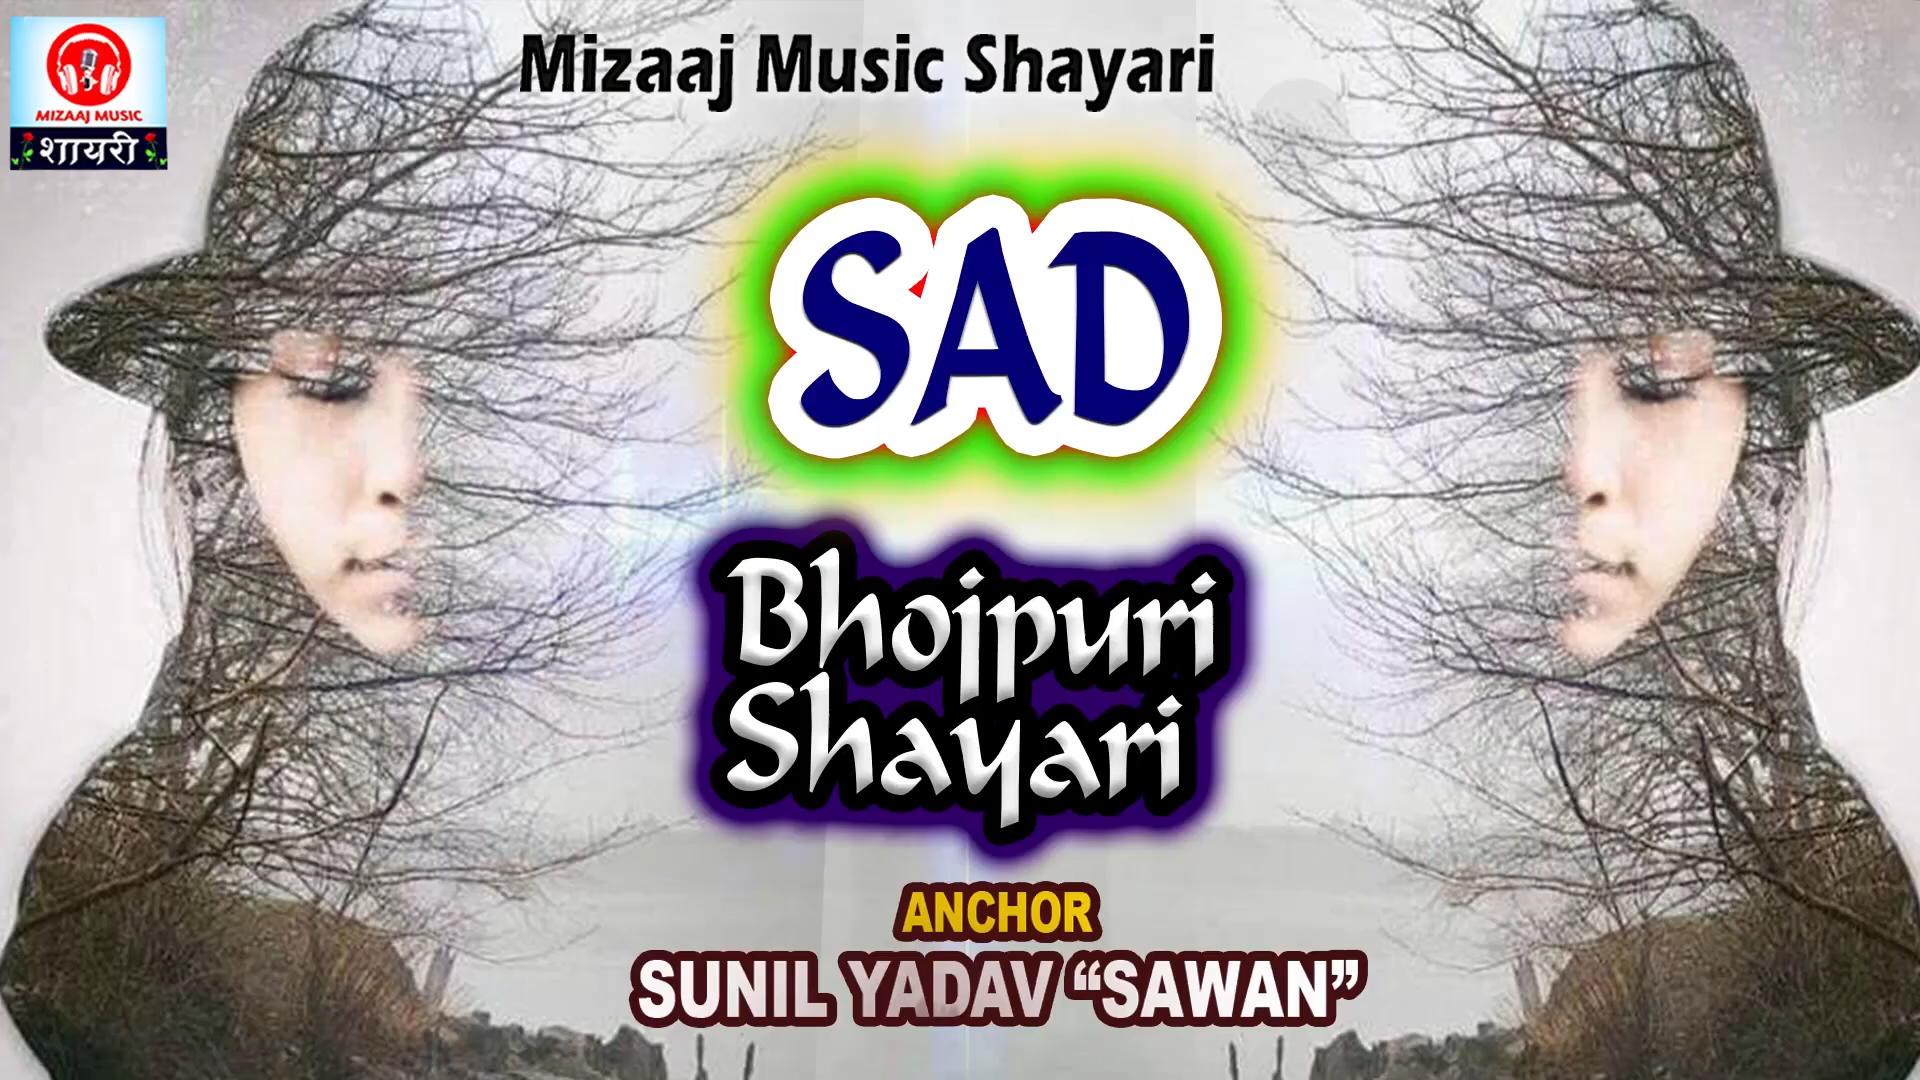 Mizaaj Music Shayari
MIZAAJ MUSIC
शायरी
SAD
Bhojpuri
Shayari
ANCHOR
SUNIL YADAV “SAWAN”